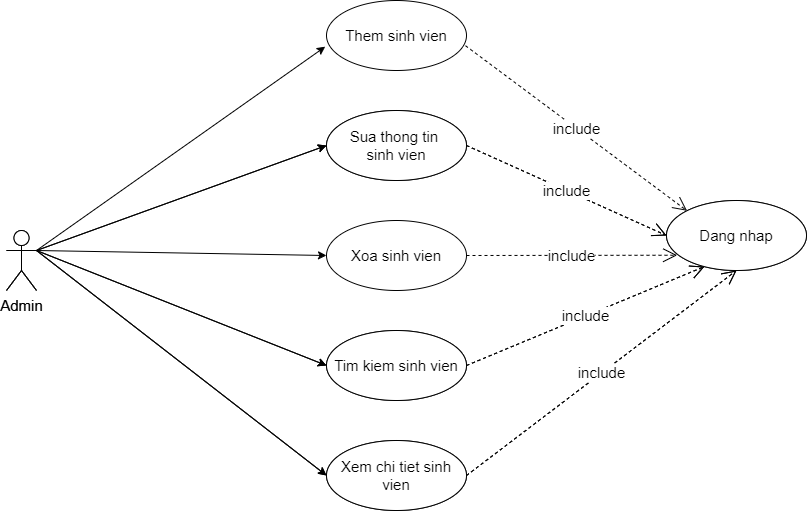 Them sinh vien
include
Sua thong tin
sinh vien
include
Dang nhap
Xoa sinh vien
include
Admin
include
Tim kiem sinh vien
include
Xem chi tiet sinh
vien